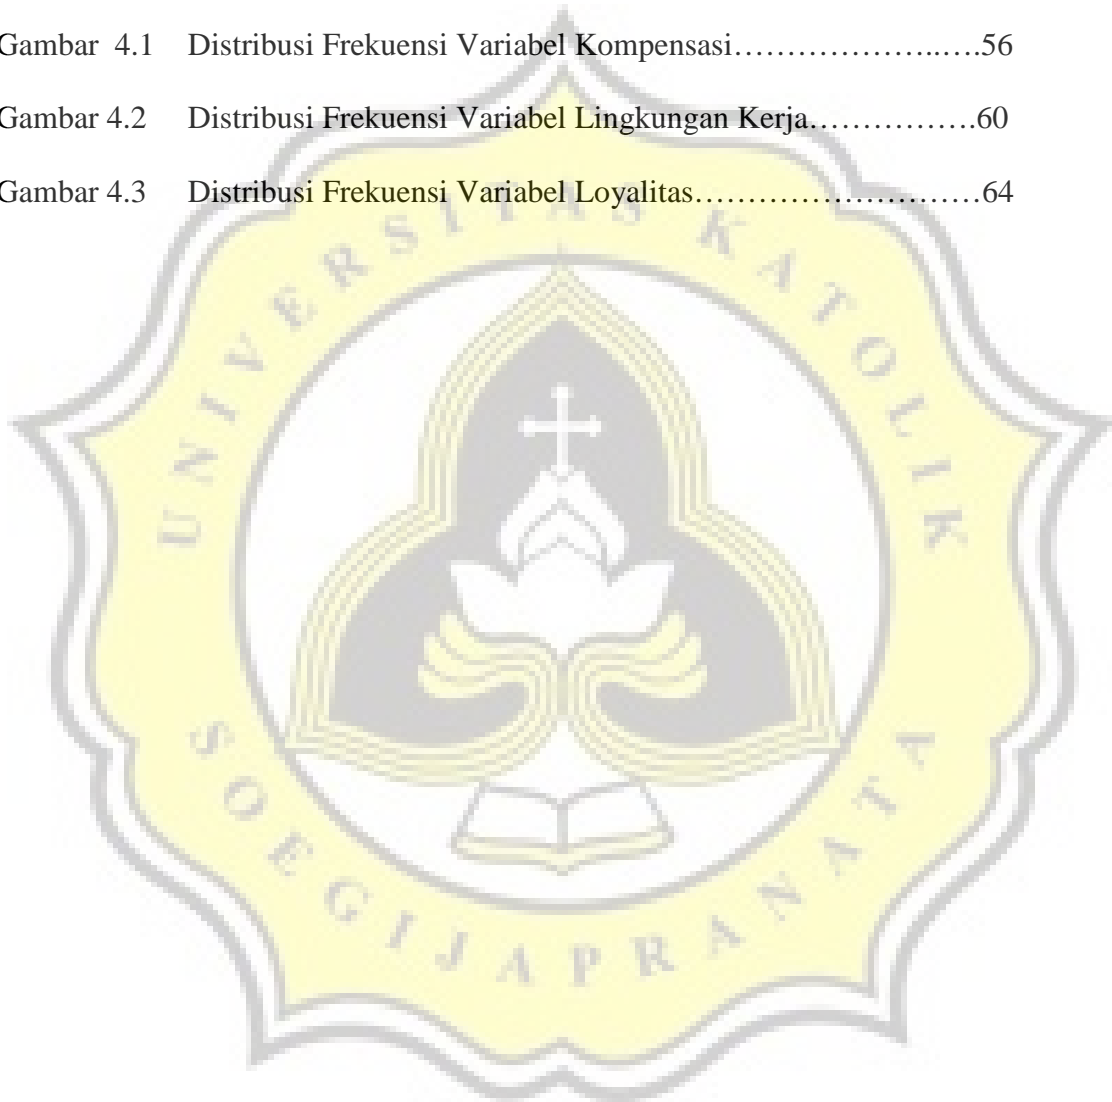 Gambar 4.1 Distribusi Frekuensi Variabel Kompensasi………………..….56
Gambar 4.2 Distribusi Frekuensi Variabel Lingkungan Kerja…………….60
Gambar 4.3 Distribusi Frekuensi Variabel Loyalitas………………….……64
UNIVERSITAS KATOLIK
SOEGIJAPRANATA